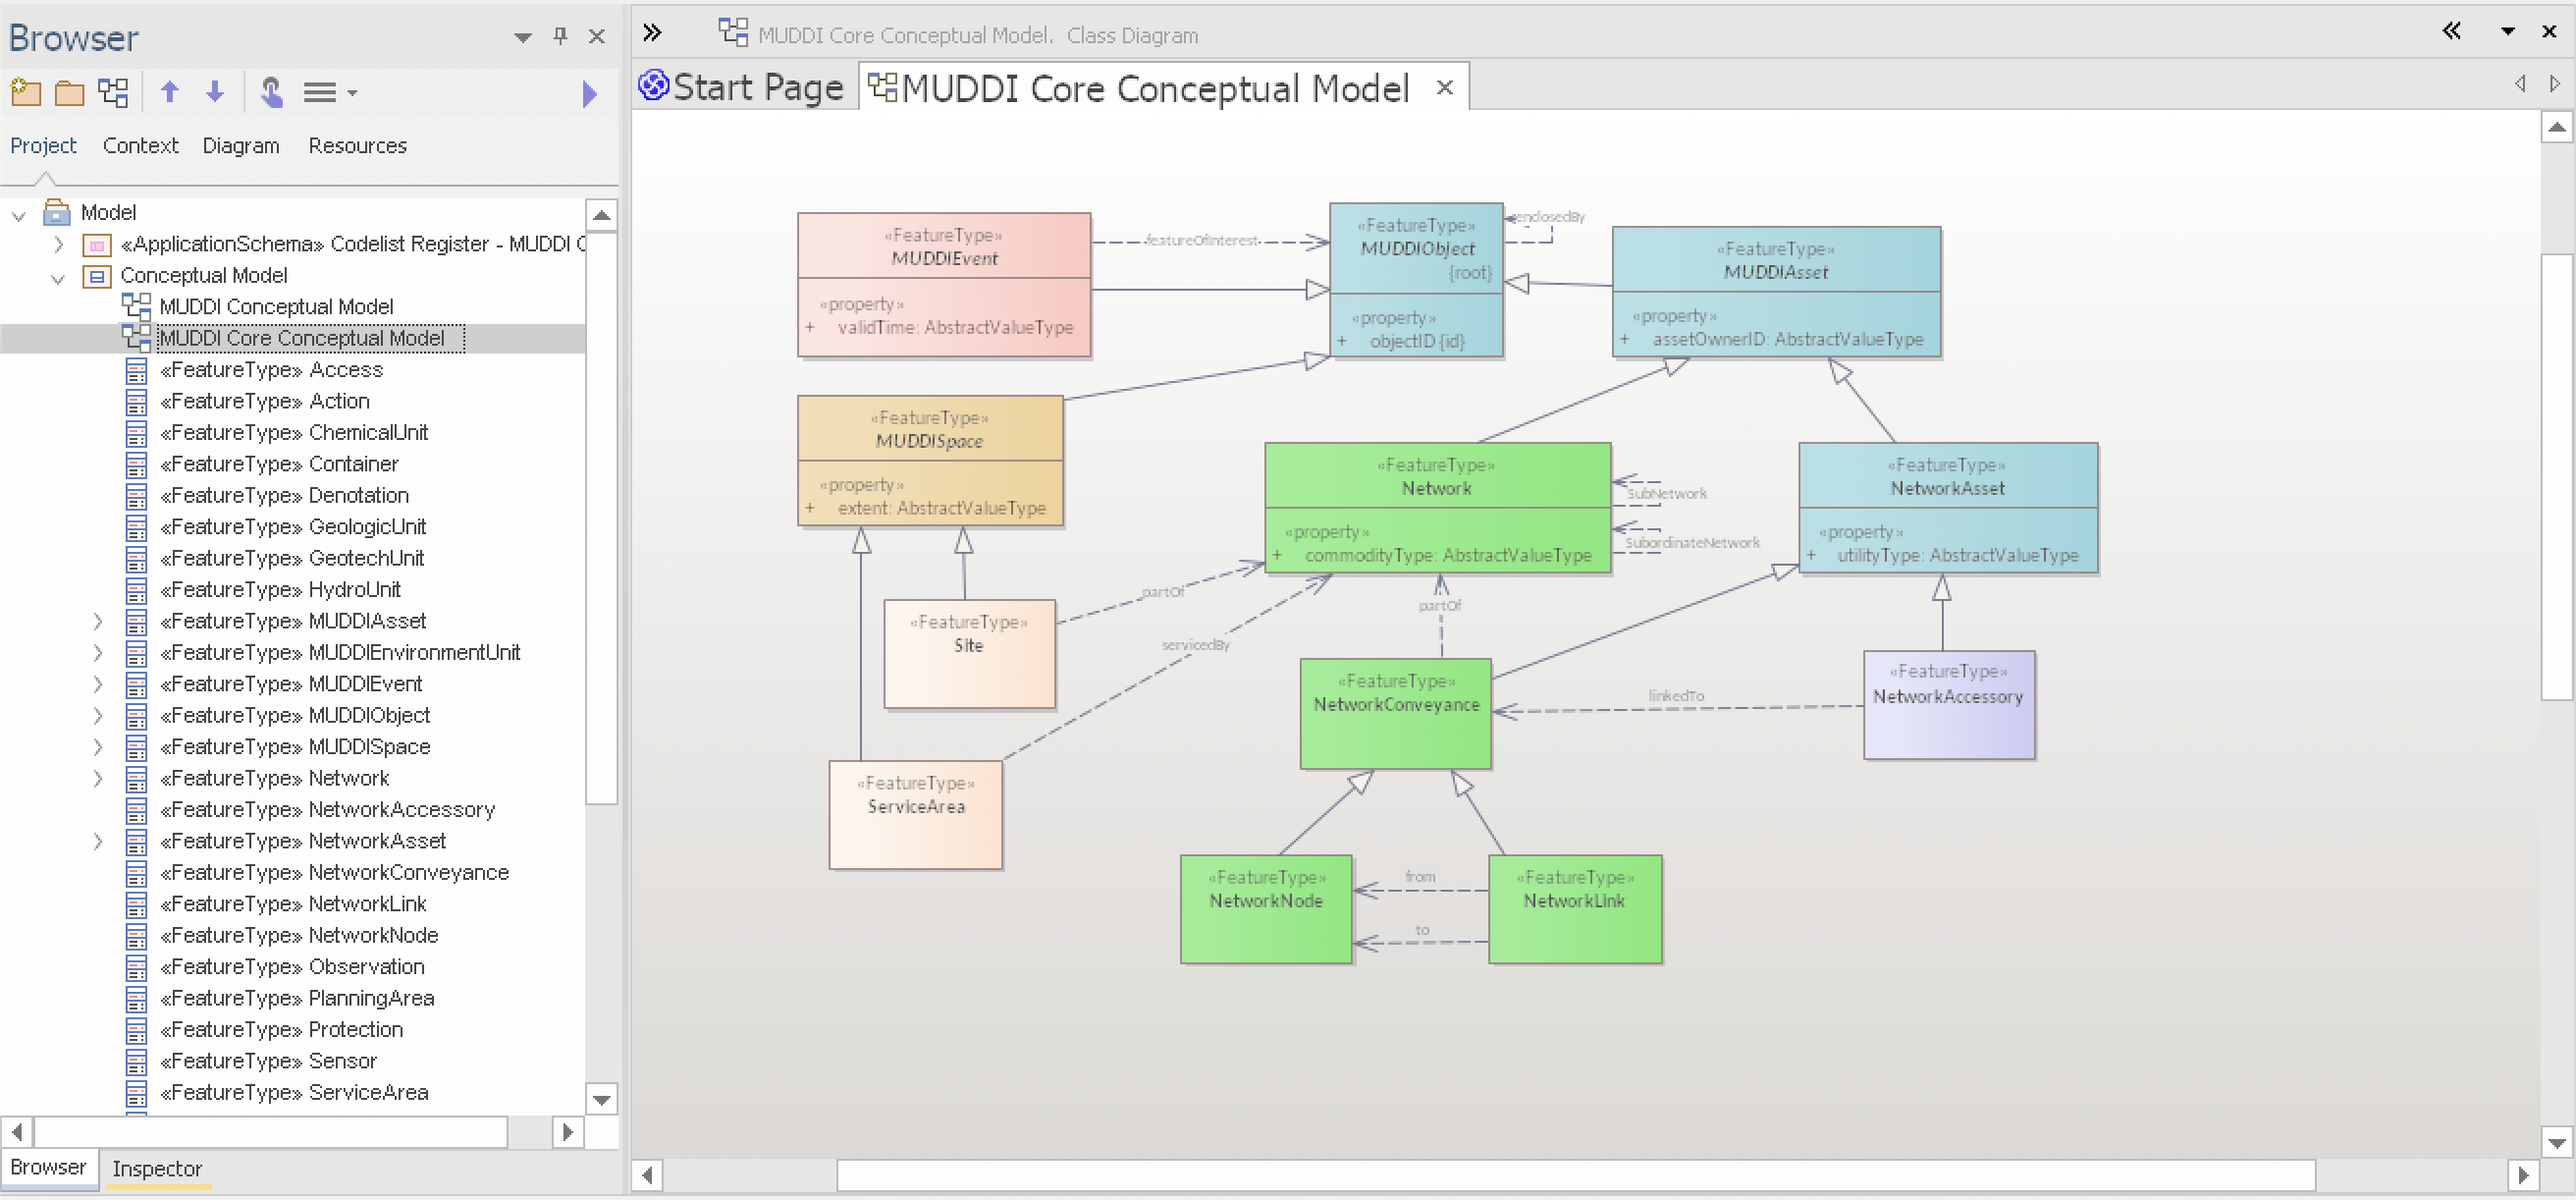 Browser
Project Context Diagram Resources
Model
«ApplicationSchema» Codelist Register - MUDDI C
Conceptual Model
MUDDI Conceptual Model
MUDDI Core Conceptual Model
«FeatureType» Access
«FeatureType» Action
«FeatureType» ChemicalUnit
«FeatureType» Container
«FeatureType» Denotation
«FeatureType» GeologicUnit
«FeatureType» GeotechUnit
«FeatureType» HydroUnit
«FeatureType» MUDDIAsset
«FeatureType» MUDDIEnvironmentUnit
«FeatureType» MUDDIEvent
«FeatureType» MUDDIObject
«FeatureType» MUDDISpace
«FeatureType» Network
«FeatureType» NetworkAccessory
«FeatureType» NetworkAsset
«FeatureType» NetworkConveyance
«FeatureType» NetworkLink
«FeatureType» NetworkNode
«FeatureType» Observation
«FeatureType» PlanningArea
«FeatureType» Protection
«FeatureType» Sensor
«FeatureType» ServiceArea
Browser Inspector
MUDDI Core Conceptual Model. Class Diagram
Start Page
MUDDI Core Conceptual Model
«FeatureType»
MUDDIEvent
«property»
+ validTime: AbstractValueType
featureOfInterest
«FeatureType»
MUDDIObject
{root}
«property»
+ objectID {id}
enclosedBy
«FeatureType»
MUDDIAsset
«property»
+ assetOwnerID: AbstractValueType
«FeatureType»
MUDDISpace
«property»
+ extent: AbstractValueType
«FeatureType»
Network
«property»
+ commodityType: AbstractValueType
SubNetwork
SubordinateNetwork
«FeatureType»
NetworkAsset
«property»
+ utilityType: AbstractValueType
«FeatureType»
Site
partOf
servicedBy
partOf
«FeatureType»
NetworkConveyance
linkedTo
«FeatureType»
NetworkAccessory
«FeatureType»
ServiceArea
«FeatureType»
NetworkNode
from
to
«FeatureType»
NetworkLink